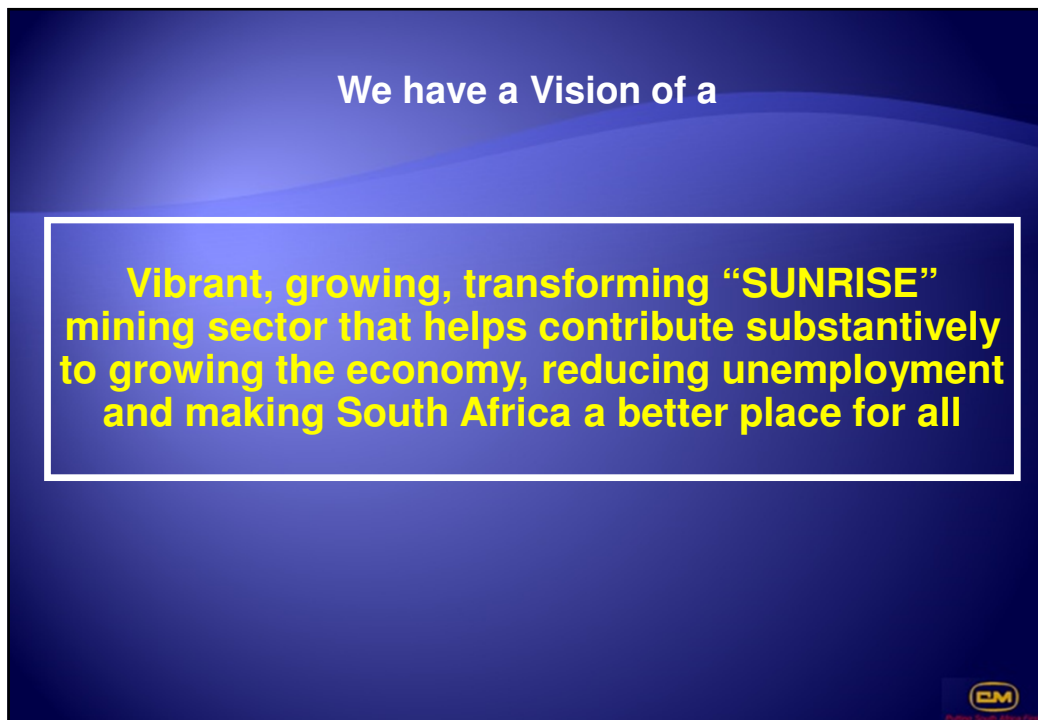 We have a Vision of a
Vibrant, growing, transforming “SUNRISE”
mining sector that helps contribute substantively
to growing the economy, reducing unemployment
and making South Africa a better place for all